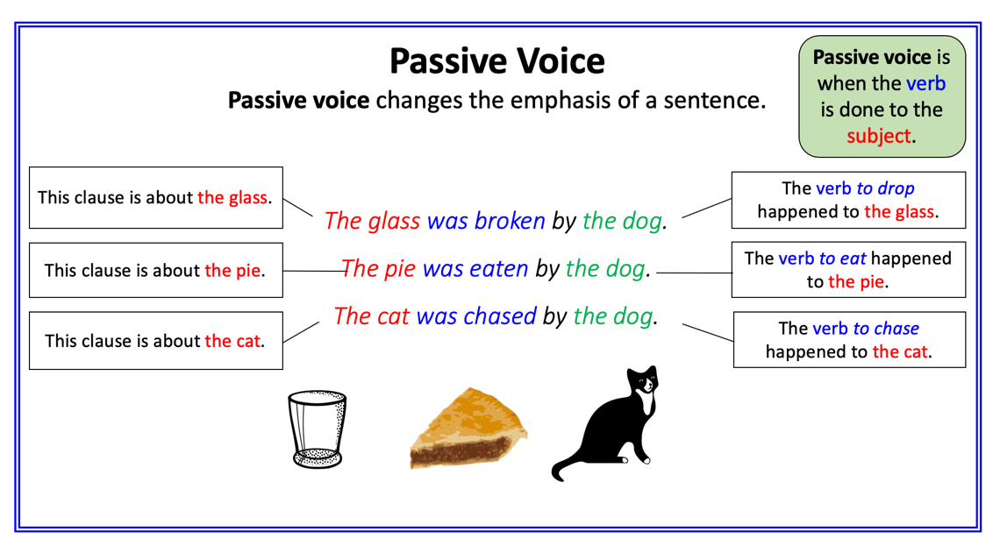 Passive Voice
Passive voice changes the emphasis of a sentence.
Passive voice is
when the verb
is done to the
subject.
This clause is about the glass.
The glass was broken by the dog.
The verb to drop
happened to the glass.
This clause is about the pie.
The pie was eaten by the dog.
The verb to eat happened
to the pie.
This clause is about the cat.
The cat was chased by the dog.
The verb to chase
happened to the cat.